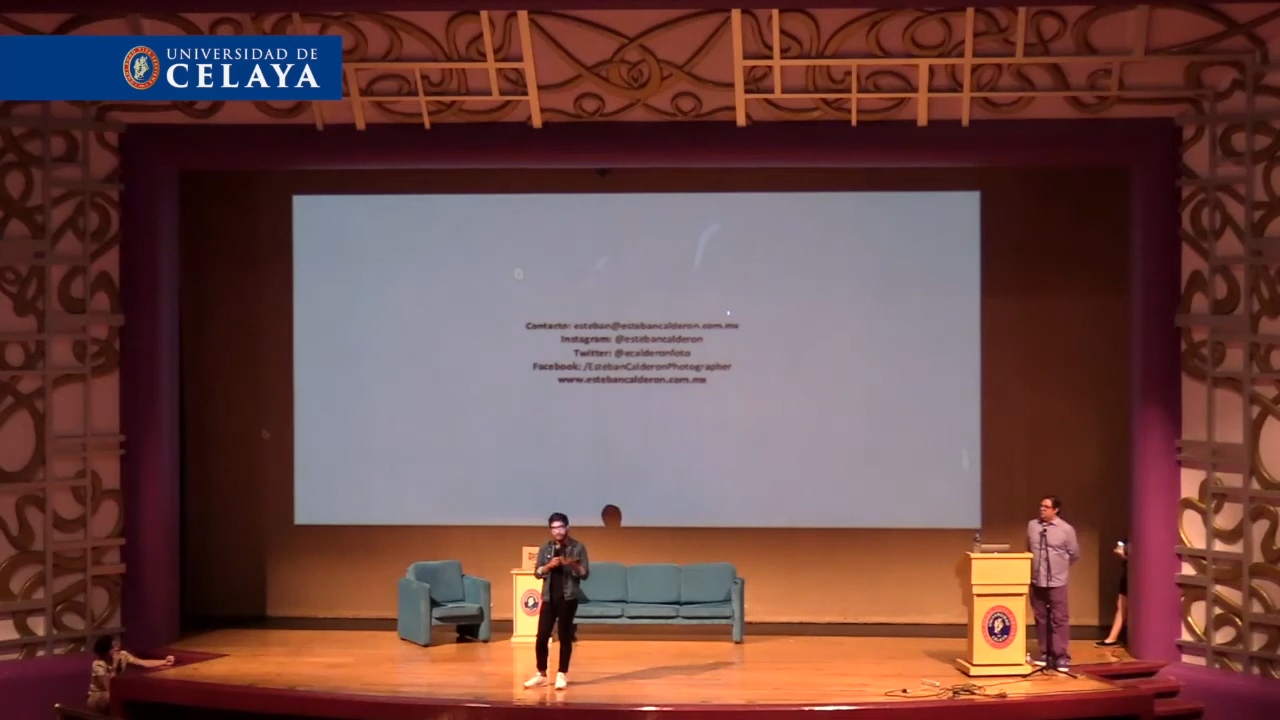 UNIVERSIDAD DE
CELAYA
Contacto: esteban@estebancalderon.com.mx
Instagram: @estebancalderon
Twitter: @ecalderonfoto
Facebook: /EstebanCalderonPhotographer
www.estebancalderon.com.mx